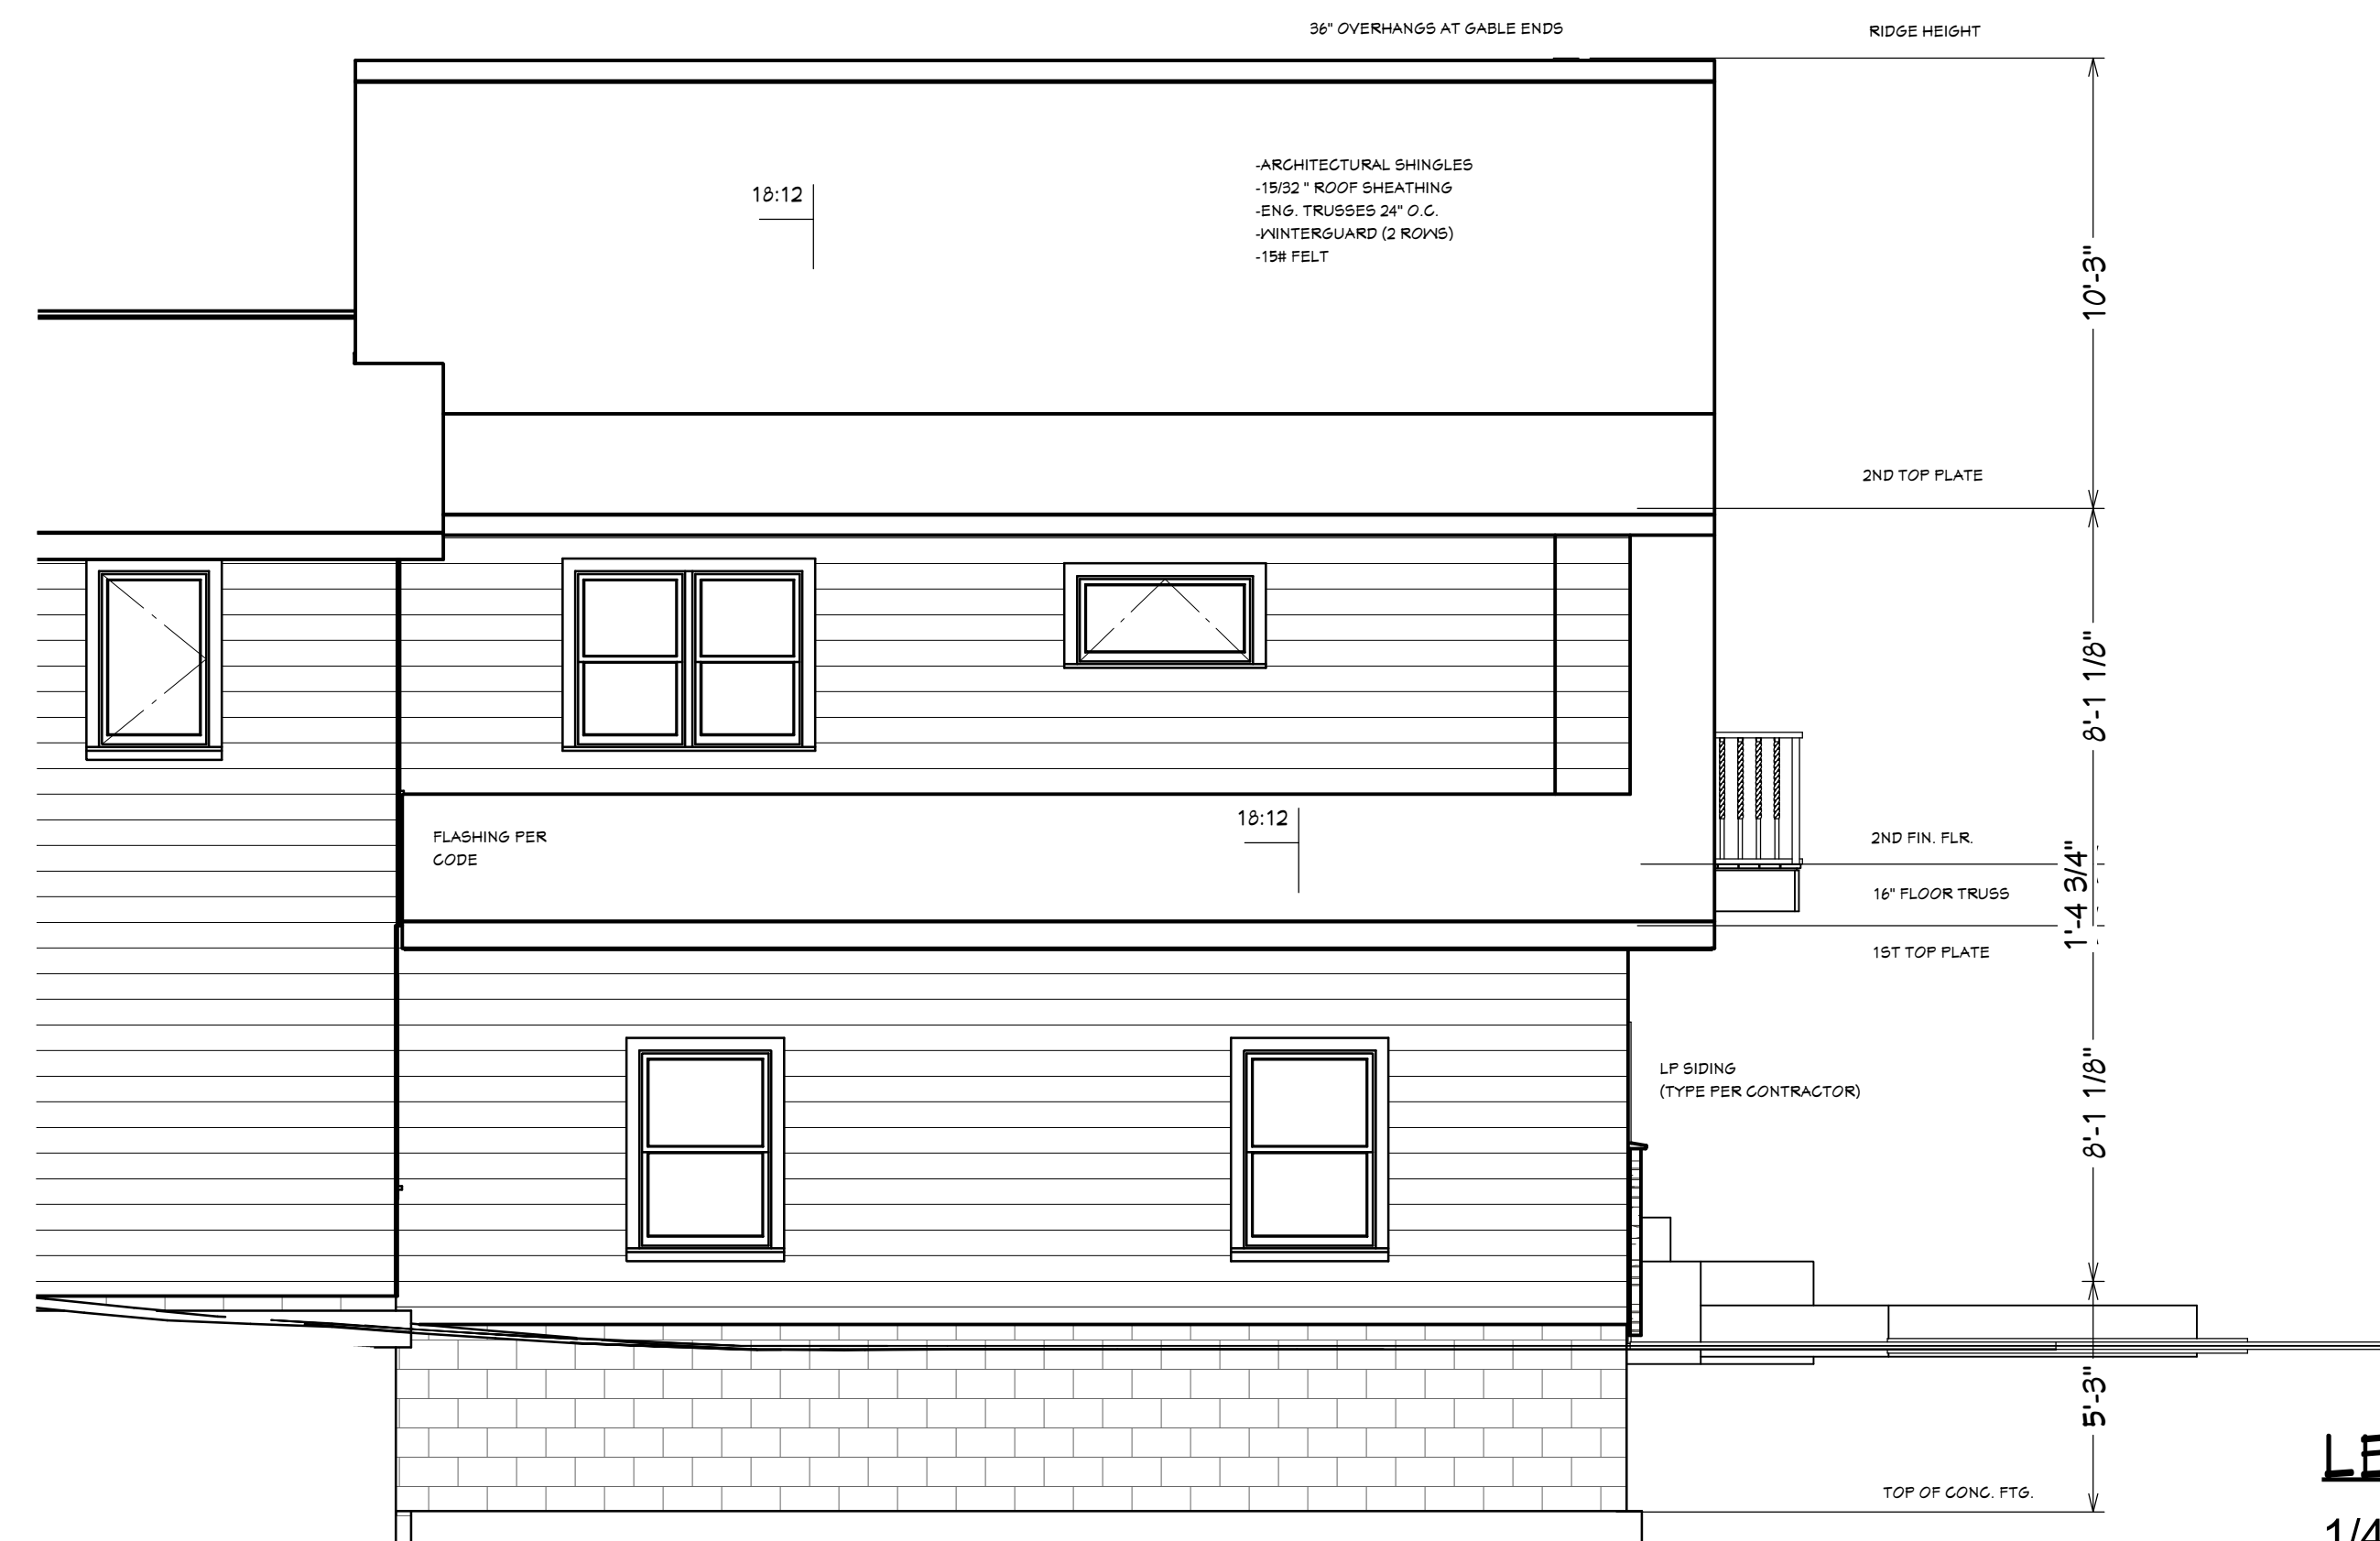 36" OVERHANGS AT GABLE ENDS
RIDGE HEIGHT
-ARCHITECTURAL SHINGLES
-15/32 " ROOF SHEATHING
-ENG. TRUSSES 24" O.C.
-WINTERGUARD (2 ROWS)
-15# FELT
18:12
10'-3"
2ND TOP PLATE
8'-1 1/8"
18:12
FLASHING PER
CODE
2ND FIN. FLR.
1'-4 3/4"
16" FLOOR TRUSS
1ST TOP PLATE
LP SIDING
(TYPE PER CONTRACTOR)
8'-1 1/8"
5'-3"
TOP OF CONC. FTG.
LE
1/4